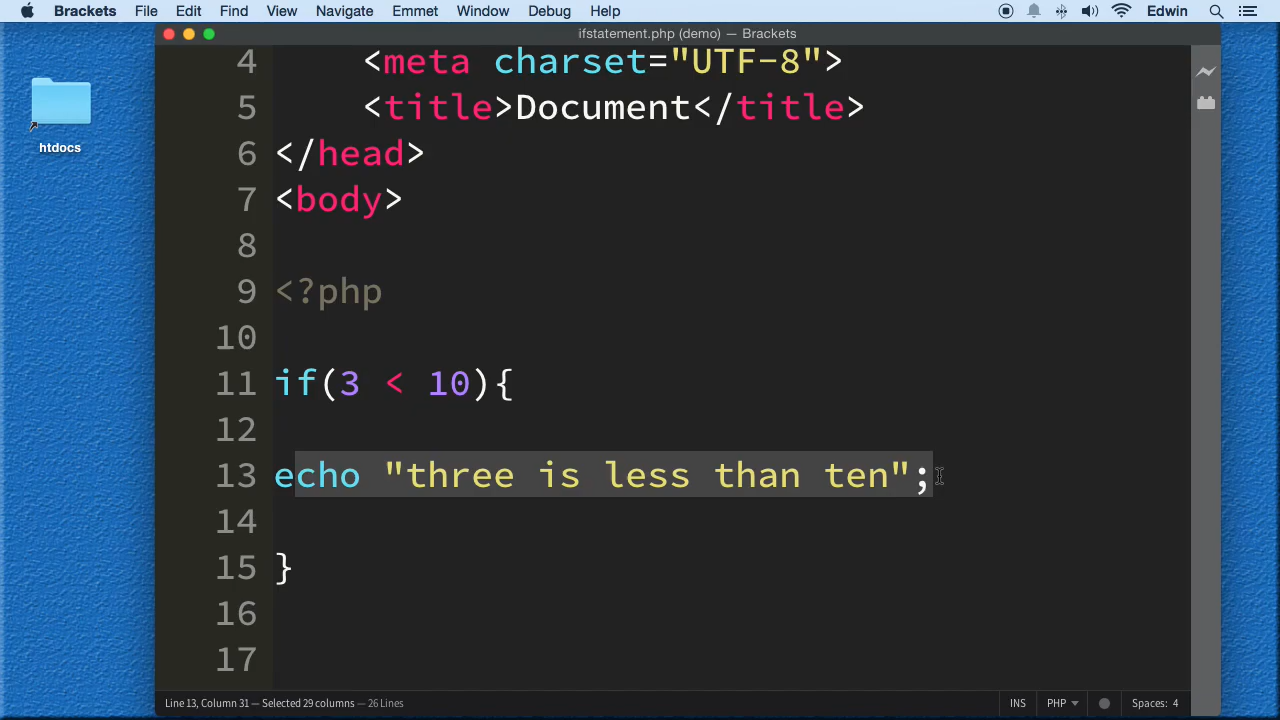 Brackets File Edit Find View Navigate Emmet Window Debug Help Edwin
ifstatement.php (demo) — Brackets
htdocs
4 <meta charset="UTF-8">
5 <title>Document</title>
6 </head>
7 <body>
8
9 <?php
10
11 if(3 < 10){
12
13 echo "three is less than ten";
14
15 }
16
17
Line 13, Column 31 — Selected 29 columns — 26 Lines INS PHP Spaces: 4